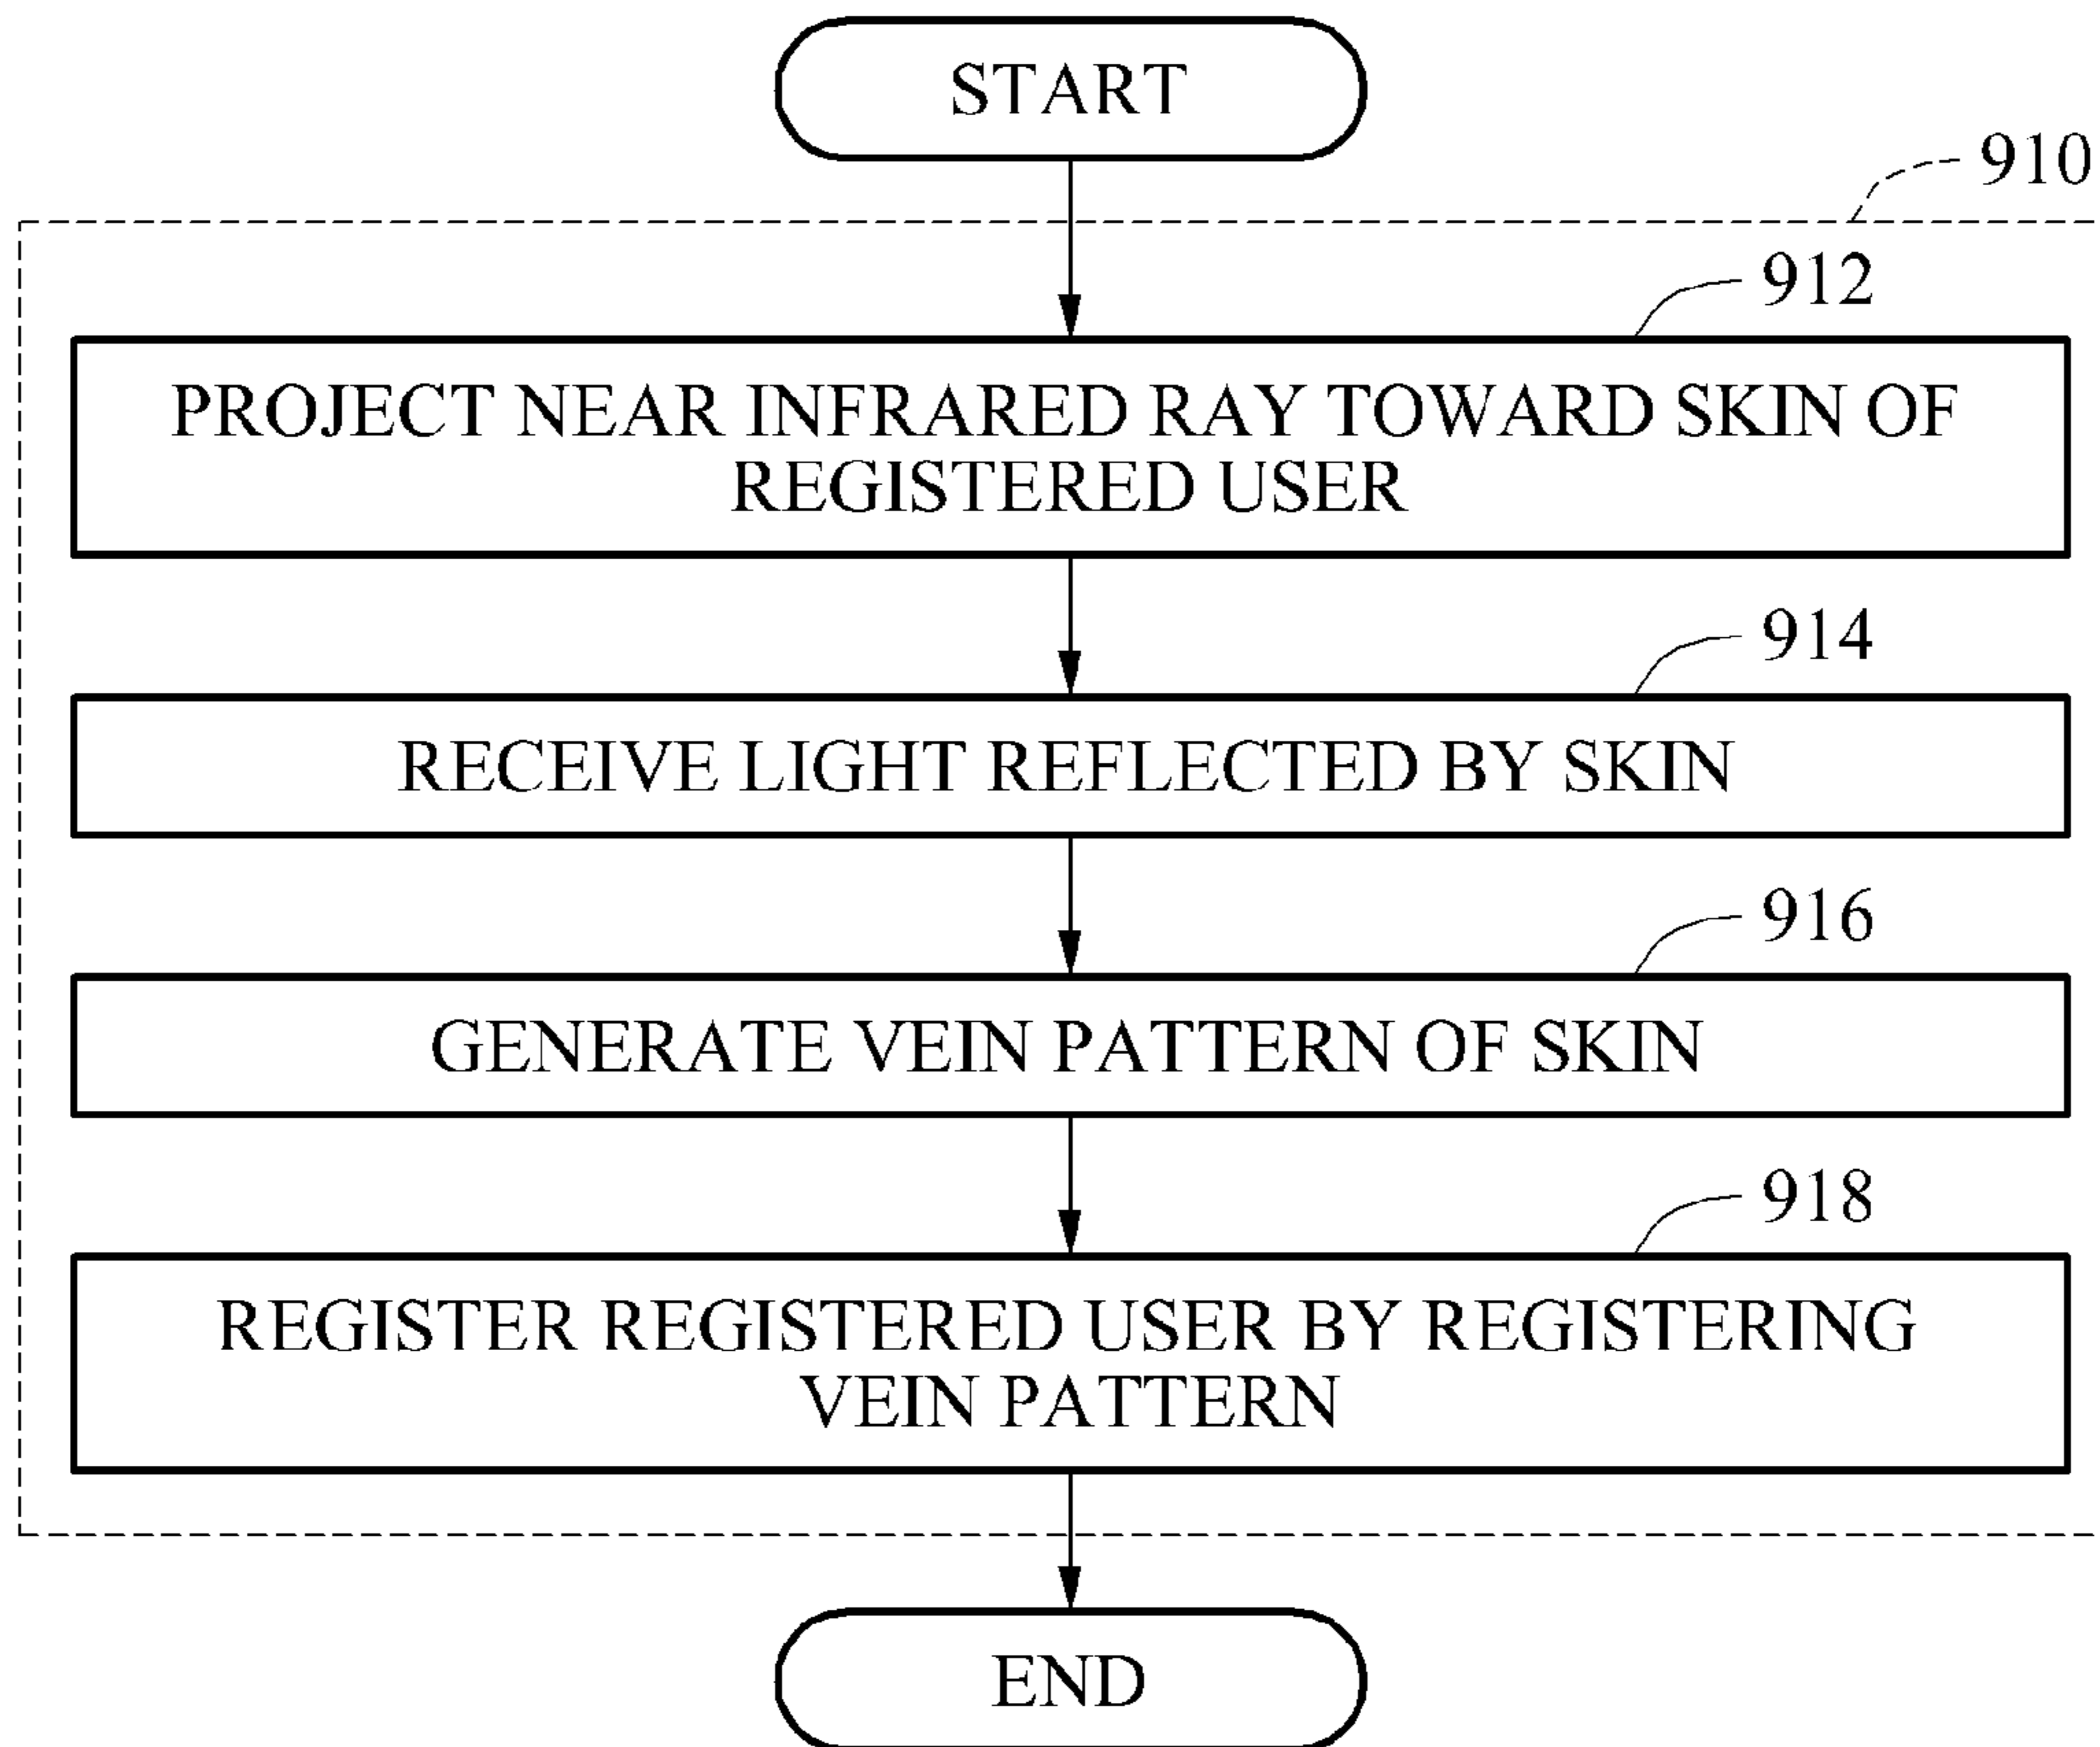 START
910
912
PROJECT NEAR INFRARED RAY TOWARD SKIN OF
REGISTERED USER
914
RECEIVE LIGHT REFLECTED BY SKIN
916
GENERATE VEIN PATTERN OF SKIN
918
REGISTER REGISTERED USER BY REGISTERING
VEIN PATTERN
END